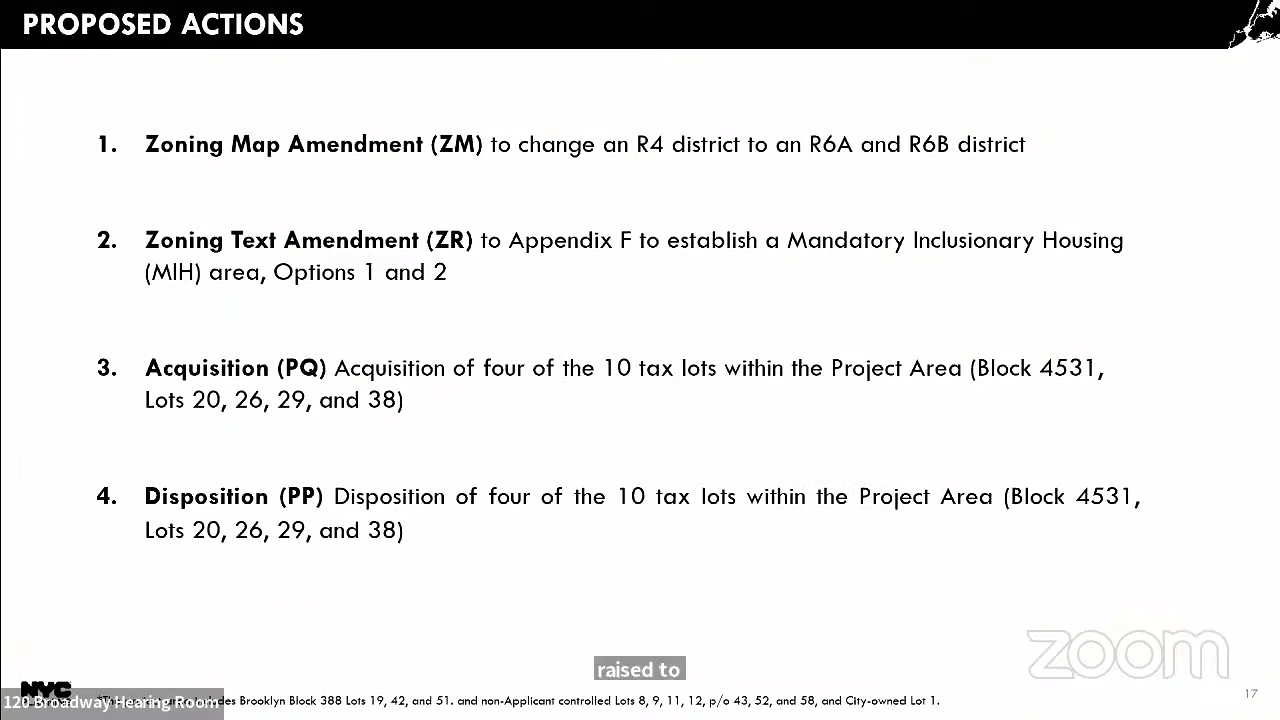 PROPOSED ACTIONS
1. Zoning Map Amendment (ZM) to change an R4 district to an R6A and R6B district
2. Zoning Text Amendment (ZR) to Appendix F to establish a Mandatory Inclusionary Housing
(MIH) area, Options 1 and 2
3. Acquisition (PQ) Acquisition of four of the 10 tax lots within the Project Area (Block 4531,
Lots 20, 26, 29, and 38)
4. Disposition (PP) Disposition of four of the 10 tax lots within the Project Area (Block 4531,
Lots 20, 26, 29, and 38)
raised to
zoom
NYC
120 Broadway Hearing Room
Brooklyn Block 388 Lots 19, 42, and 51. and non-Applicant controlled Lots 8, 9, 11, 12, p/o 43, 52, and 58, and City-owned Lot 1.
17